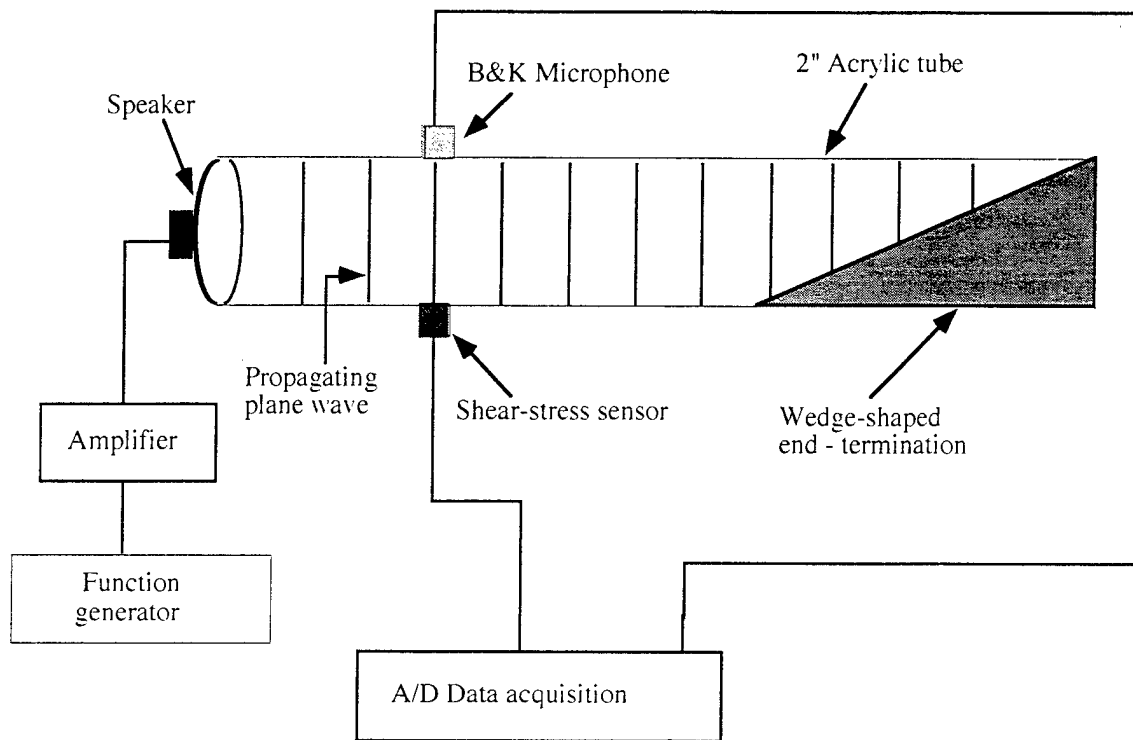 B&K Microphone
2" Acrylic tube
Speaker
Propagating
plane wave
Shear-stress sensor
Wedge-shaped
end - termination
Amplifier
Function
generator
A/D Data acquisition